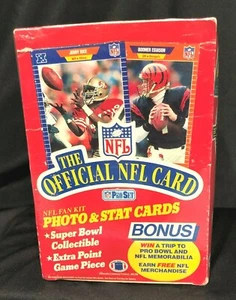 JERRY RICE
BOOMER ESIASON
NFL
THE
OFFICIAL NFL CARD
PRO SET
NFL FAN KIT
PHOTO & STAT CARDS
★Super Bowl
Collectible
★Extra Point
Game Piece
BONUS
WIN A TRIP TO
PRO BOWL AND
NFL MEMORABILIA
EARN FREE NFL
MERCHANDISE